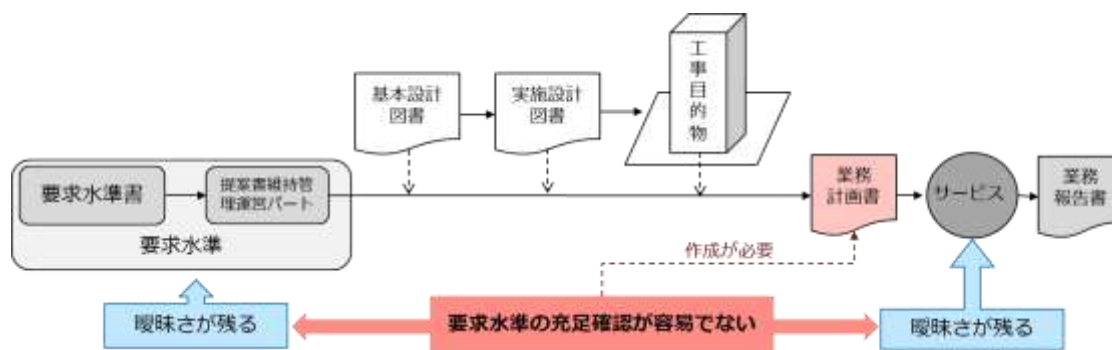 基本設計
図書
実施設計
図書
工事目的物
要求水準書
提案書維持管
理運営パート
要求水準
業務
計画書
サービス
業務
報告書
作成が必要
曖昧さが残る
要求水準の充足確認が容易でない
曖昧さが残る